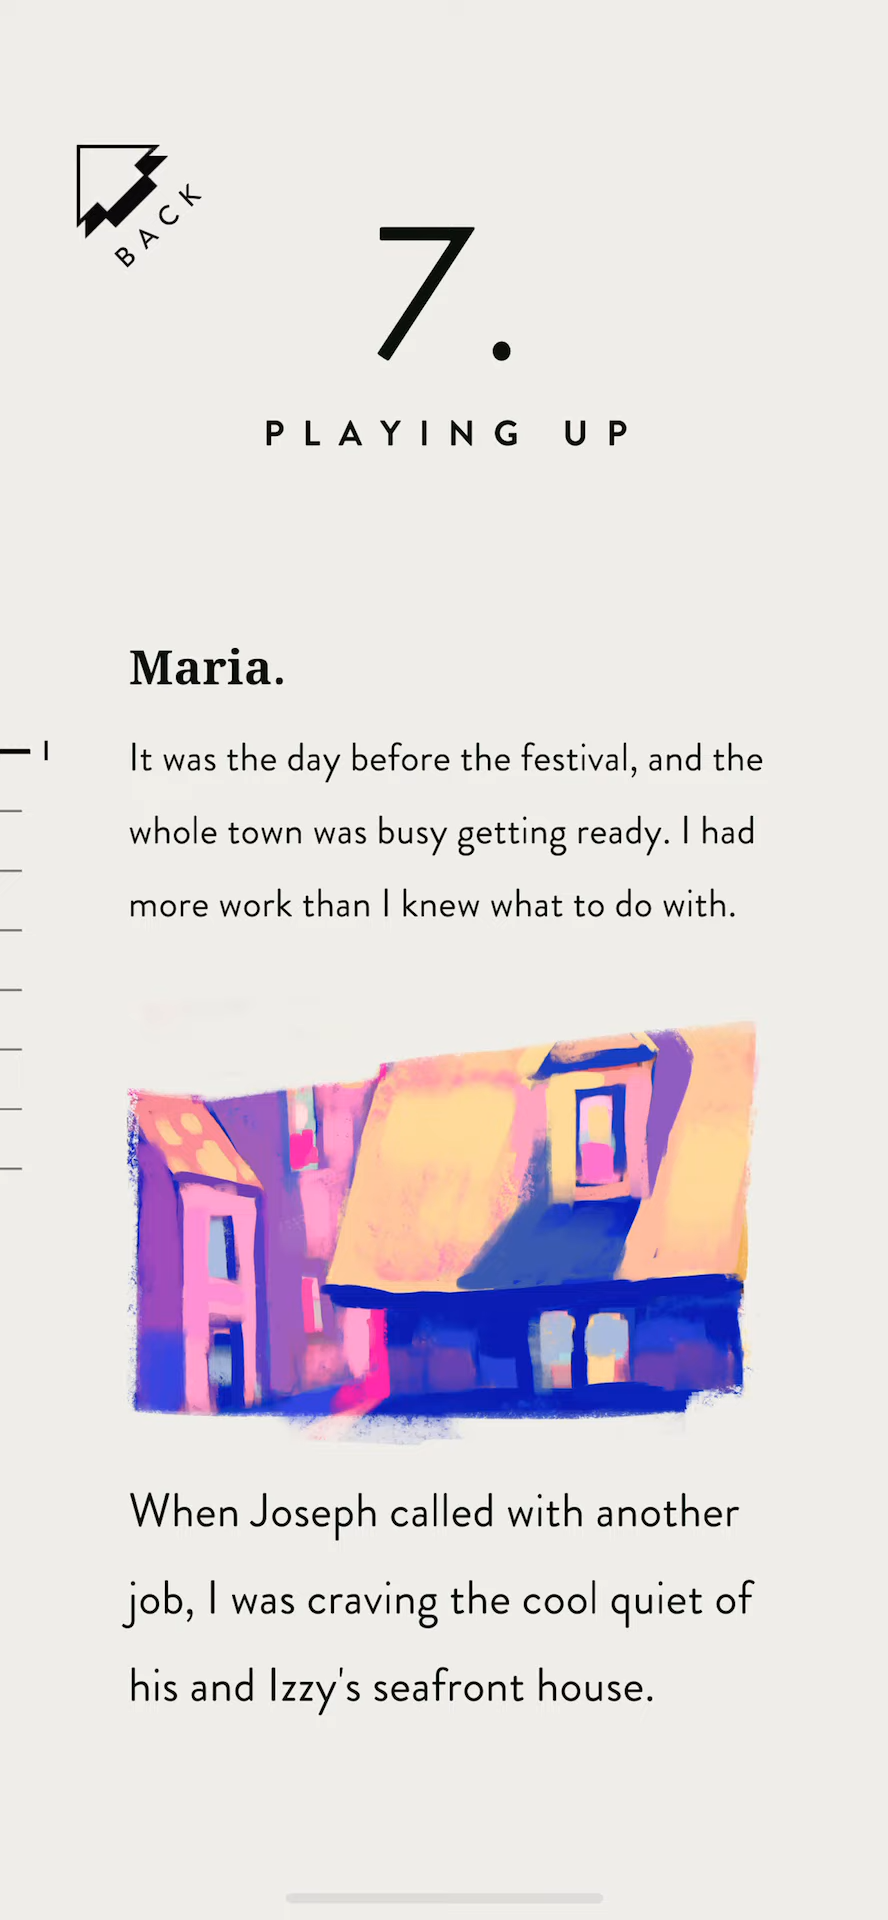 BACK
7.
PLAYING UP
Maria.
I
It was the day before the festival, and the
whole town was busy getting ready. I had
more work than I knew what to do with.
When Joseph called with another
job, I was craving the cool quiet of
his and Izzy's seafront house.